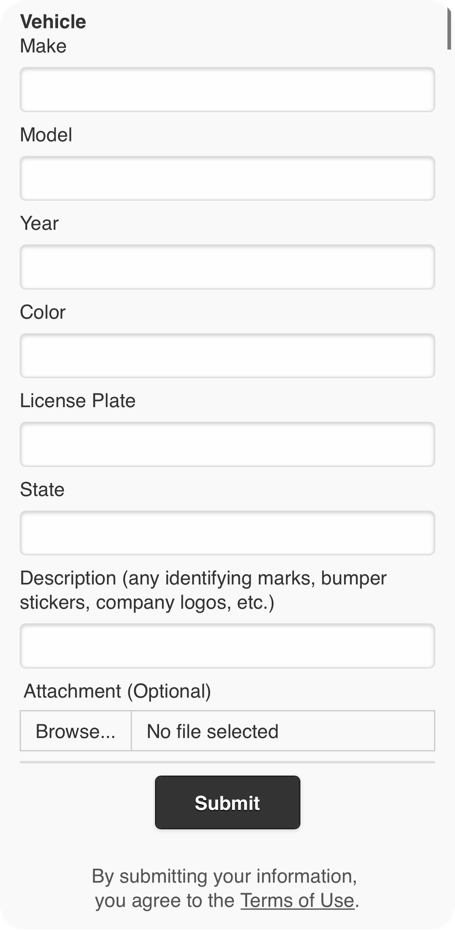 Vehicle
Make
Model
Year
Color
License Plate
State
Description (any identifying marks, bumper
stickers, company logos, etc.)
Attachment (Optional)
Browse... No file selected
Submit
By submitting your information,
you agree to the Terms of Use.